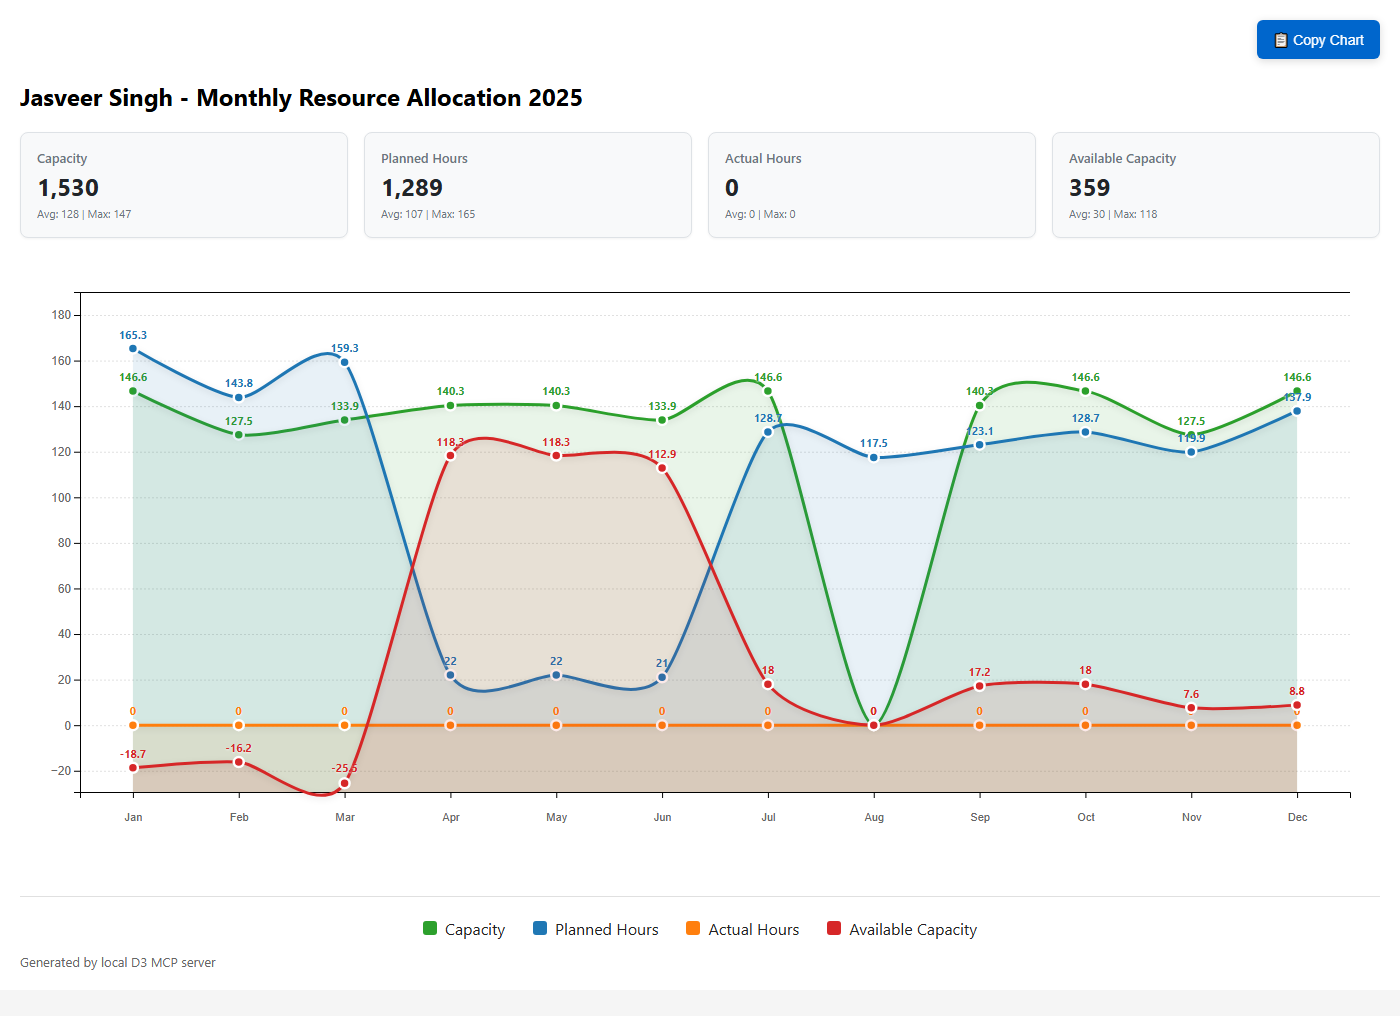 📋 Copy Chart
Jasveer Singh - Monthly Resource Allocation 2025
Capacity
1,530
Avg: 128 | Max: 147
Planned Hours
1,289
Avg: 107 | Max: 165
Actual Hours
0
Avg: 0 | Max: 0
Available Capacity
359
Avg: 30 | Max: 118
180
160
140
120
100
80
60
40
20
0
−20
165.3
143.8
159.3
22
22
21
128.7
117.5
123.1
128.7
119.9
137.9
146.6
127.5
133.9
140.3
140.3
133.9
146.6
140.3
146.6
127.5
146.6
118.3
118.3
112.9
18
0
17.2
18
7.6
8.8
-18.7
-16.2
0
0
0
0
0
0
0
0
0
Jan
Feb
Mar
Apr
May
Jun
Jul
Aug
Sep
Oct
Nov
Dec
Capacity
Planned Hours
Actual Hours
Available Capacity
Generated by local D3 MCP server